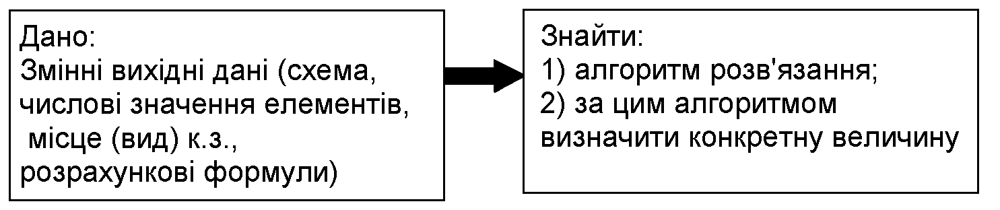 Дано:
Змінні вихідні дані (схема,
числові значення елементів,
місце (вид) к.з.,
розрахункові формули)
Знайти:
1) алгоритм розв'язання;
2) за цим алгоритмом
визначити конкретну величину